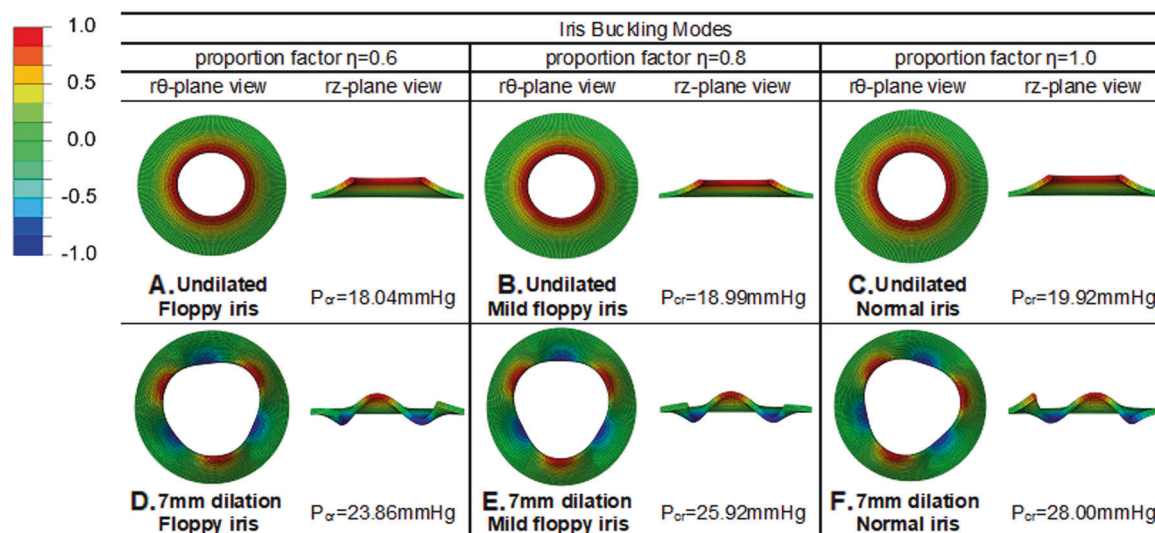 1.0
0.5
0.0
-0.5
-1.0
Iris Buckling Modes
proportion factor η=0.6 proportion factor η=0.8 proportion factor η=1.0
rθ-plane view rz-plane view rθ-plane view rz-plane view rθ-plane view rz-plane view
A. Undilated
Floppy iris
Pcr=18.04mmHg
B. Undilated
Mild floppy iris
Pcr=18.99mmHg
C. Undilated
Normal iris
Pcr=19.92mmHg
D. 7mm dilation
Floppy iris
Pcr=23.86mmHg
E. 7mm dilation
Mild floppy iris
Pcr=25.92mmHg
F. 7mm dilation
Normal iris
Pcr=28.00mmHg